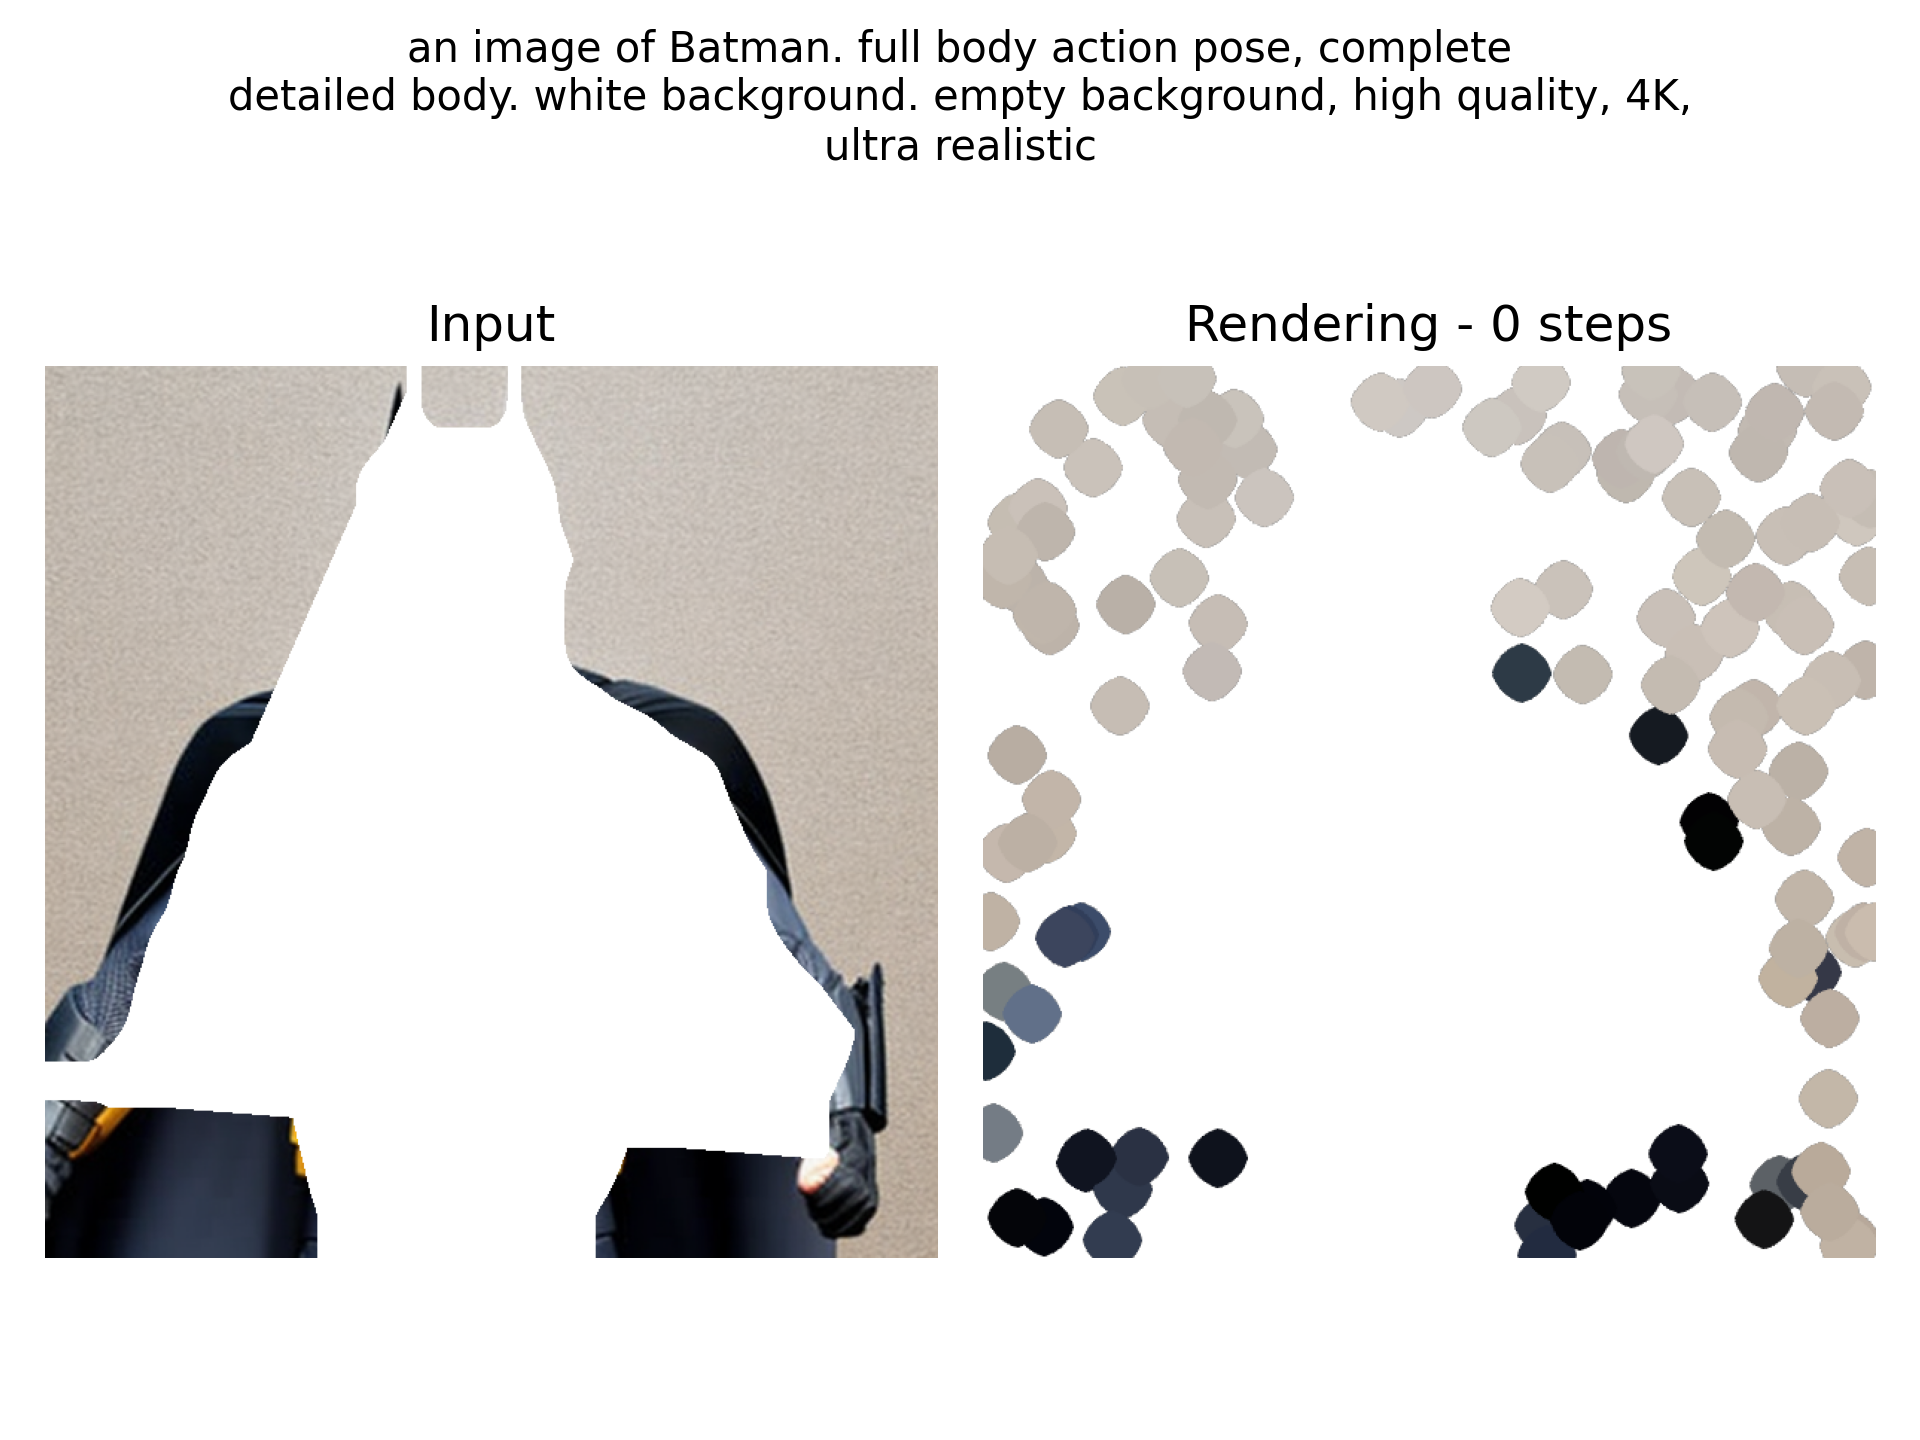 an image of Batman. full body action pose, complete
detailed body. white background. empty background, high quality, 4K,
ultra realistic
Input
Rendering - 0 steps